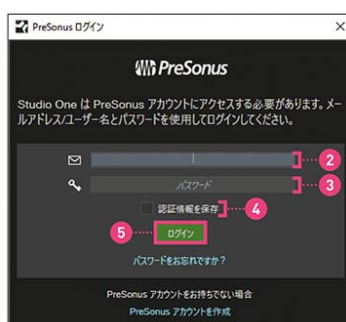 PreSonus ログイン
PreSonus
Studio One は PreSonus アカウントにアクセスする必要があります。メー
ルアドレス/ユーザー名とパスワードを使用してログインしてください。
2
パスワード
3
認証情報を保存
4
5
ログイン
パスワードをお忘れですか？
PreSonus アカウントをお持ちでない場合
PreSonus アカウントを作成